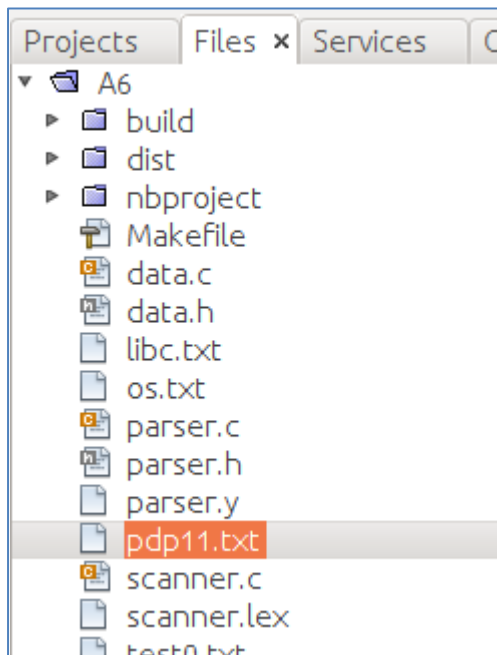 Projects Files × Services
A6
build
dist
nbproject
Makefile
data.c
data.h
libc.txt
os.txt
parser.c
parser.h
parser.y
pdp11.txt
scanner.c
scanner.lex